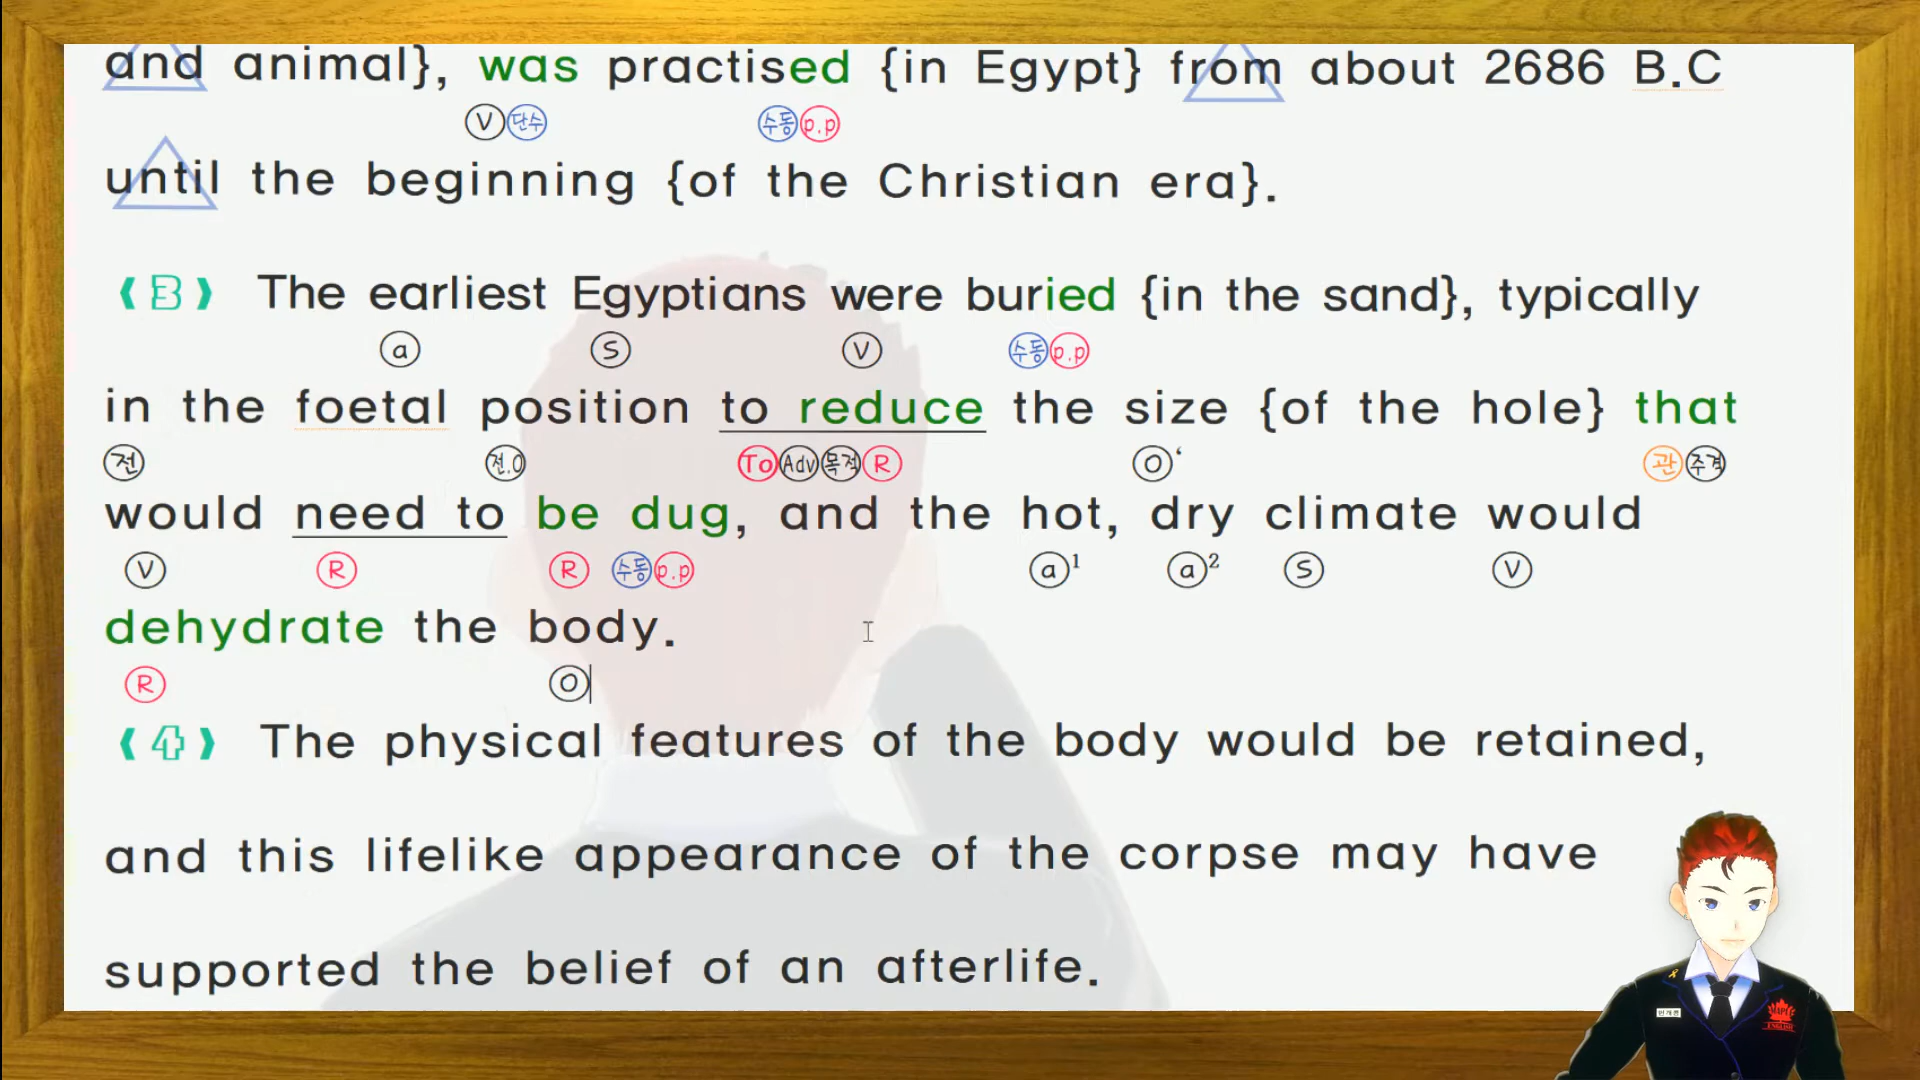 and animal}, was practised {in Egypt} from about 2686 B.C
V 단수 수동 p.p
until the beginning {of the Christian era}.
❪3❫ The earliest Egyptians were buried {in the sand}, typically
a S V 수동 p.p
in the foetal position to reduce the size {of the hole} that
전 전.O To Adv 목적 R O‘ 관 주격
would need to be dug, and the hot, dry climate would
V R R 수동 p.p a¹ a² S V
dehydrate the body.
R O
❪4❫ The physical features of the body would be retained,
and this lifelike appearance of the corpse may have
supported the belief of an afterlife.
ENGLISH